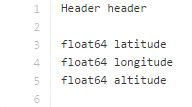 1 Header header
2
3 float64 latitude
4 float64 longitude
5 float64 altitude
6